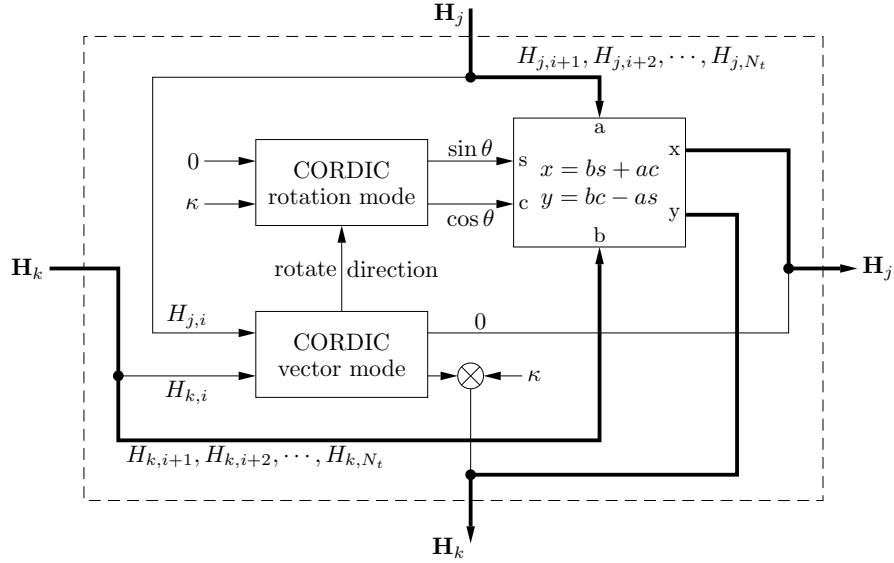 H_j
H_{j,i+1}, H_{j,i+2}, ⋯, H_{j,N_t}
a
0
CORDIC
rotation mode
sin θ
s
x = bs + ac
x
κ
cos θ
c
y = bc − as
y
b
H_k
rotate direction
H_j
H_{j,i}
CORDIC
vector mode
0
H_{k,i}
κ
H_{k,i+1}, H_{k,i+2}, ⋯, H_{k,N_t}
H_k